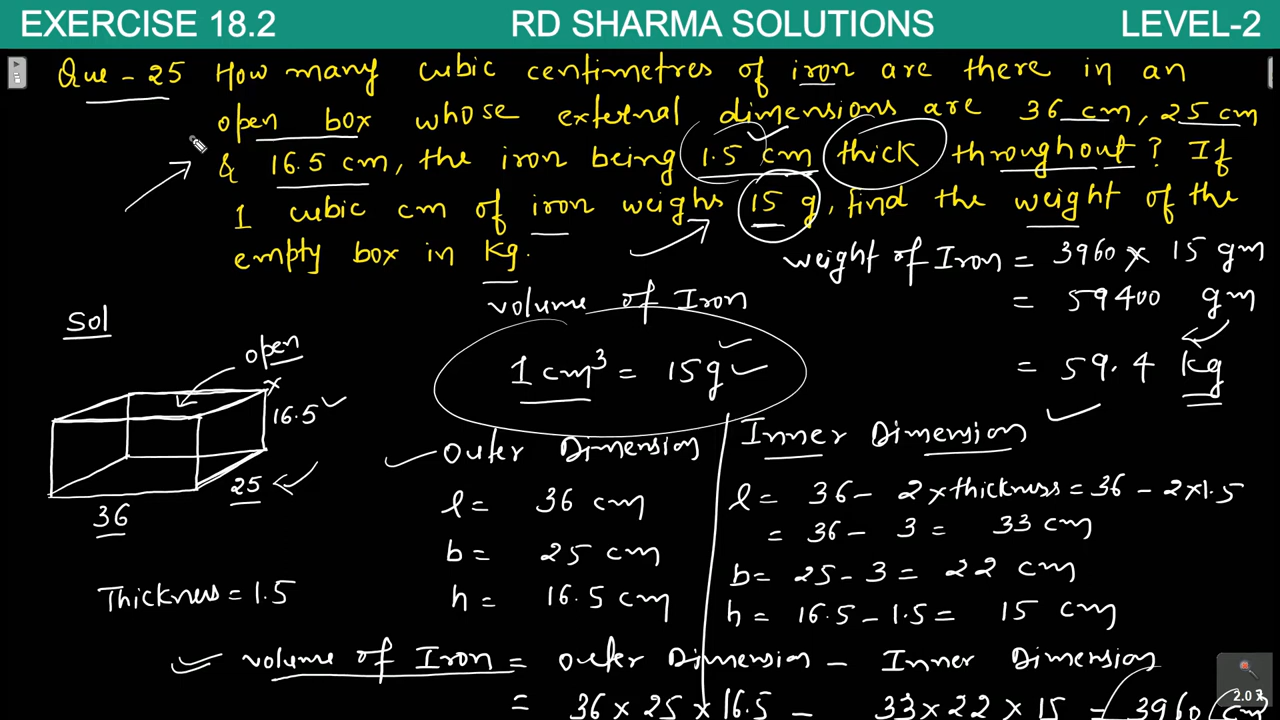 EXERCISE 18.2 RD SHARMA SOLUTIONS LEVEL-2
Que - 25 How many cubic centimetres of iron are there in an
open box whose external dimensions are 36 cm, 25 cm
& 16.5 cm, the iron being 1.5 cm thick throughout? If
1 cubic cm of iron weighs 15 g, find the weight of the
empty box in kg.
weight of Iron = 3960 × 15 gm
= 59400 gm
= 59.4 kg
volume of Iron
1 cm³ = 15g
Sol
open
x
16.5
25
36
Thickness = 1.5
Outer Dimension
l = 36 cm
b = 25 cm
h = 16.5 cm
Inner Dimension
l = 36 - 2 × thickness = 36 - 2×1.5
= 36 - 3 = 33 cm
b = 25 - 3 = 22 cm
h = 16.5 - 1.5 = 15 cm
volume of Iron = Outer Dimension - Inner Dimension
= 36 × 25 × 16.5 - 33 × 22 × 15 = 3960 cm